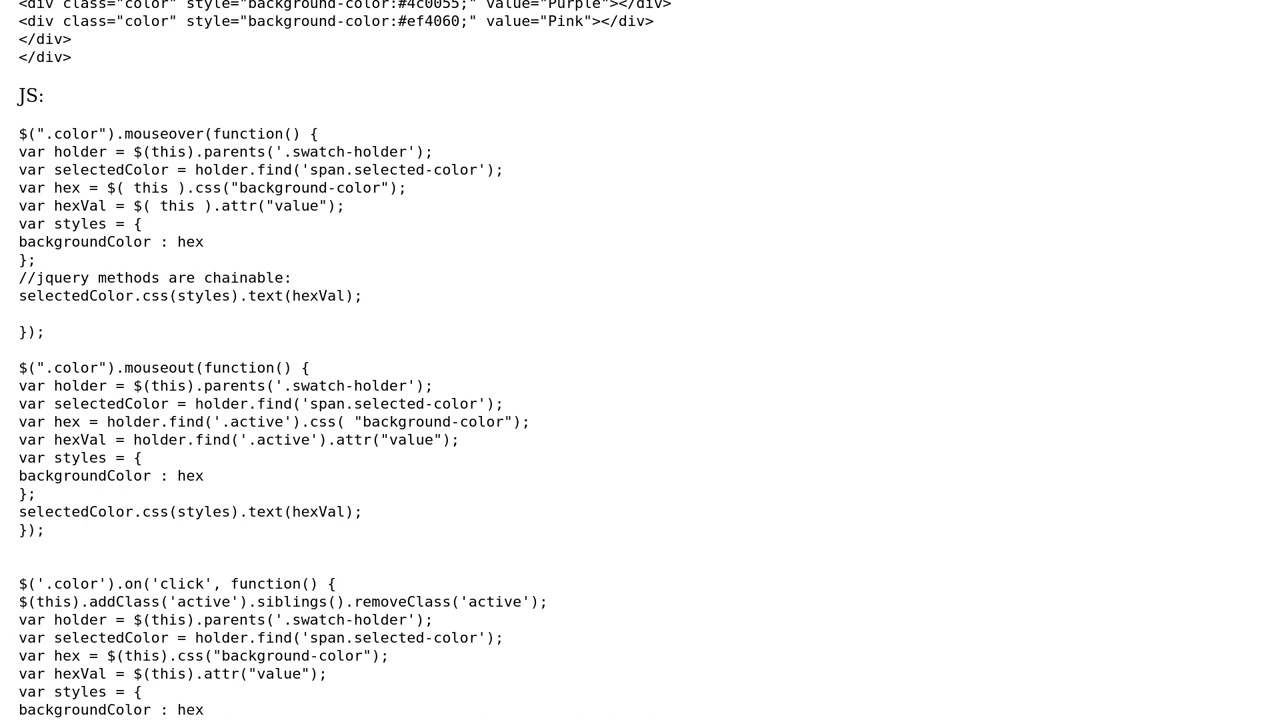 <div class="color" style="background-color:#4c0055;" value="Purple"></div>
<div class="color" style="background-color:#ef4060;" value="Pink"></div>
</div>
</div>
JS:
$(".color").mouseover(function() {
var holder = $(this).parents('.swatch-holder');
var selectedColor = holder.find('span.selected-color');
var hex = $( this ).css("background-color");
var hexVal = $( this ).attr("value");
var styles = {
backgroundColor : hex
};
//jquery methods are chainable:
selectedColor.css(styles).text(hexVal);
});
$(".color").mouseout(function() {
var holder = $(this).parents('.swatch-holder');
var selectedColor = holder.find('span.selected-color');
var hex = holder.find('.active').css( "background-color");
var hexVal = holder.find('.active').attr("value");
var styles = {
backgroundColor : hex
};
selectedColor.css(styles).text(hexVal);
});
$('.color').on('click', function() {
$(this).addClass('active').siblings().removeClass('active');
var holder = $(this).parents('.swatch-holder');
var selectedColor = holder.find('span.selected-color');
var hex = $(this).css("background-color");
var hexVal = $(this).attr("value");
var styles = {
backgroundColor : hex